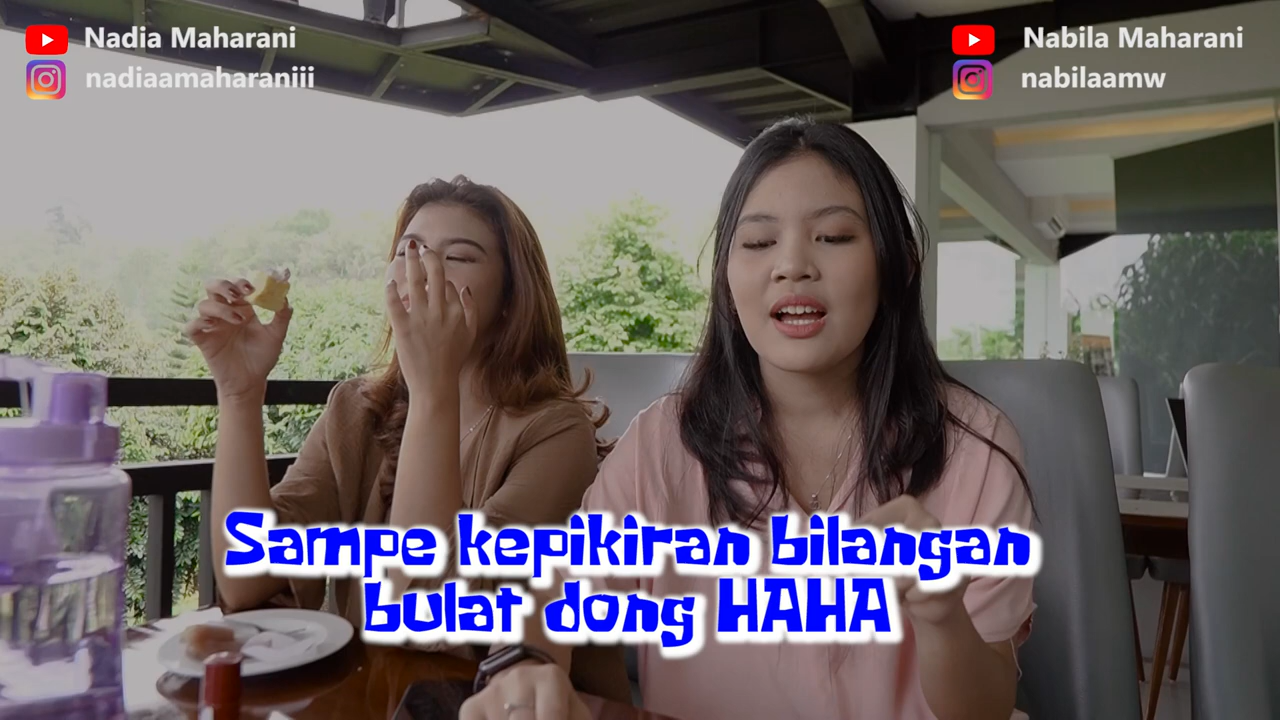 Nadia Maharani
nadiaamaharaniii
Nabila Maharani
nabilaamw
Sampe kepikiran bilangan
bulat dong HAHA